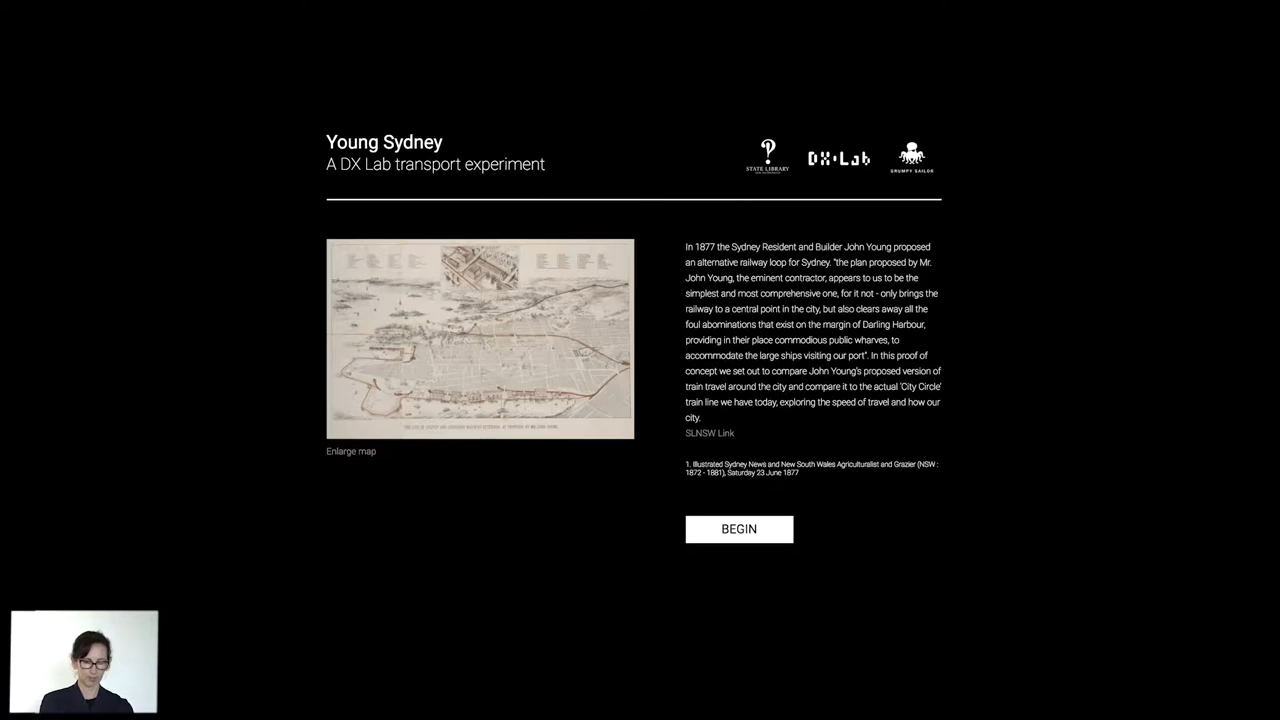 Young Sydney
A DX Lab transport experiment
STATE LIBRARY
DX Lab
GRUMPY SAILOR
In 1877 the Sydney Resident and Builder John Young proposed
an alternative railway loop for Sydney. "the plan proposed by Mr.
John Young, the eminent contractor, appears to us to be the
simplest and most comprehensive one, for it not - only brings the
railway to a central point in the city, but also clears away all the
foul abominations that exist on the margin of Darling Harbour,
providing in their place commodious public wharves, to
accommodate the large ships visiting our port". In this proof of
concept we set out to compare John Young's proposed version of
train travel around the city and compare it to the actual 'City Circle'
train line we have today, exploring the speed of travel and how our
city.
SLNSW Link
Enlarge map
1. Illustrated Sydney News and New South Wales Agriculturalist and Grazier (NSW :
1872 - 1881), Saturday 23 June 1877
BEGIN